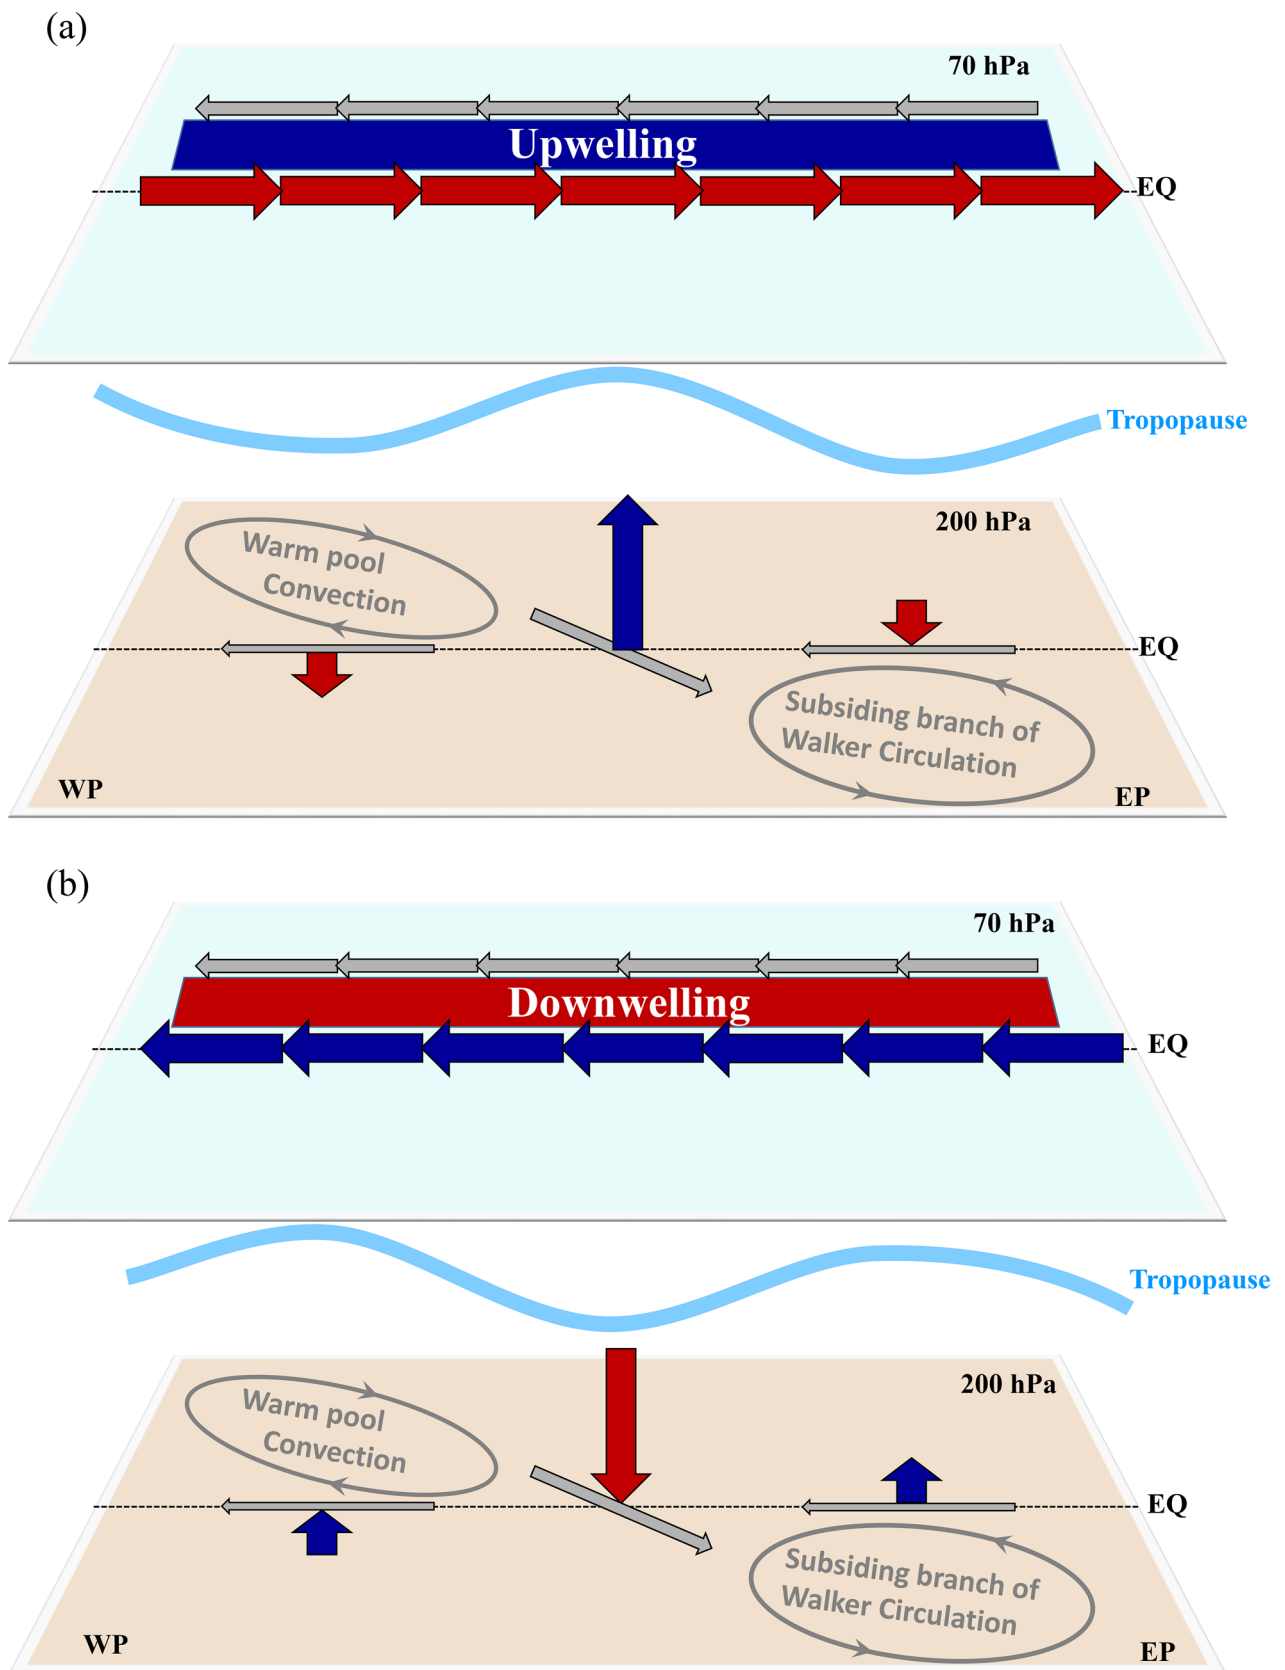 (a)
70 hPa
Upwelling
EQ
Tropopause
200 hPa
Warm pool
Convection
EQ
Subsiding branch of
Walker Circulation
WP
EP
(b)
70 hPa
Downwelling
EQ
Tropopause
200 hPa
Warm pool
Convection
EQ
Subsiding branch of
Walker Circulation
WP
EP